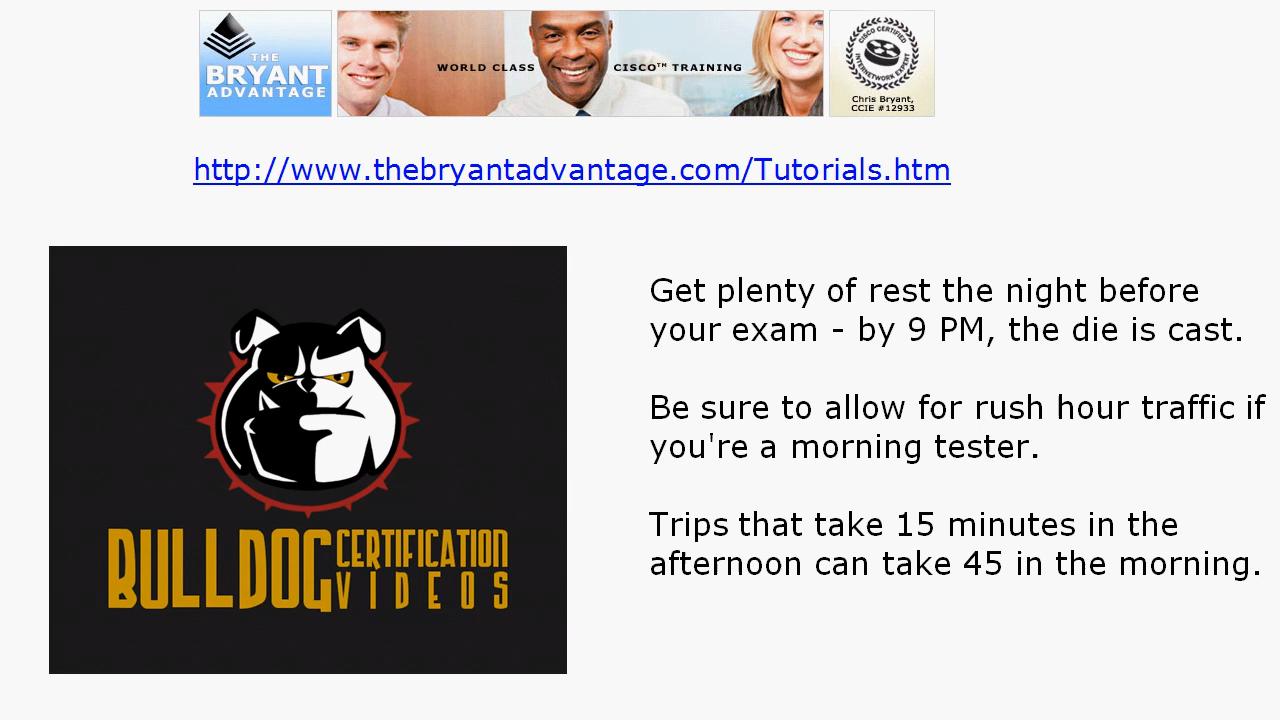 THE
BRYANT
ADVANTAGE
WORLD CLASS CISCO™ TRAINING
CISCO CERTIFIED
INTERNETWORK EXPERT
Chris Bryant,
CCIE #12933
http://www.thebryantadvantage.com/Tutorials.htm
BULLDOG CERTIFICATION
VIDEOS
Get plenty of rest the night before
your exam - by 9 PM, the die is cast.
Be sure to allow for rush hour traffic if
you're a morning tester.
Trips that take 15 minutes in the
afternoon can take 45 in the morning.